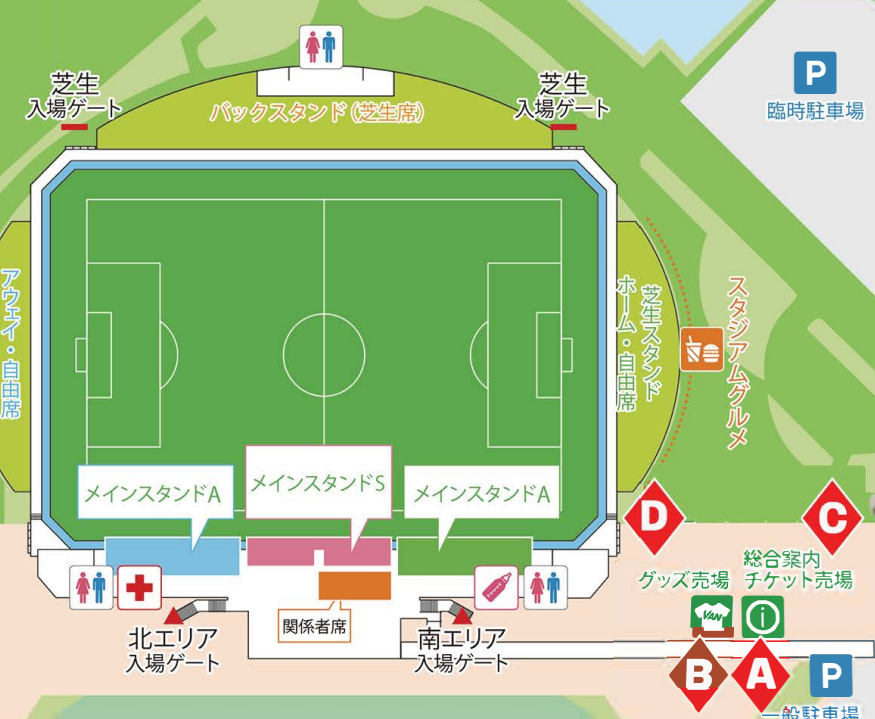 芝生
入場ゲート
バックスタンド(芝生席)
芝生
入場ゲート
P
臨時駐車場
アウェイ・自由席
芝生スタンド
ホーム・自由席
スタジアムグルメ
メインスタンドA
メインスタンドS
メインスタンドA
D
C
総合案内
チケット売場
グッズ売場
VAN
i
北エリア
入場ゲート
関係者席
南エリア
入場ゲート
B
A
P
一般駐車場